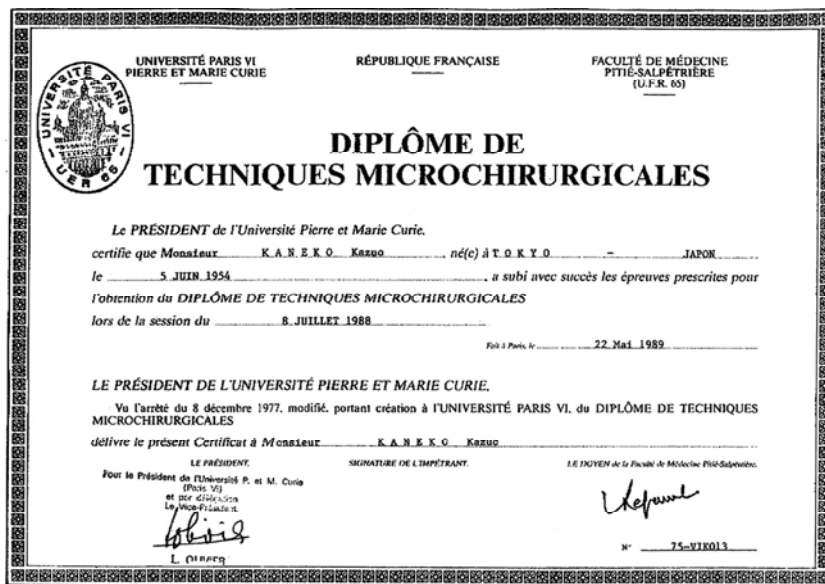 UNIVERSITÉ PARIS VI
PIERRE ET MARIE CURIE
RÉPUBLIQUE FRANÇAISE
FACULTÉ DE MÉDECINE
PITIÉ-SALPÊTRIÈRE
(U.F.R. 65)
UNIVERSITÉ PARIS VI
UER 65
DIPLÔME DE
TECHNIQUES MICROCHIRURGICALES
Le PRÉSIDENT de l'Université Pierre et Marie Curie,
certifie que Monsieur KANEKO Kazuo, né(e) à TOKYO - JAPON
le 5 JUIN 1954, a subi avec succès les épreuves prescrites pour
l'obtention du DIPLÔME DE TECHNIQUES MICROCHIRURGICALES
lors de la session du 8 JUILLET 1988
Fait à Paris, le 22 Mai 1989
LE PRÉSIDENT DE L'UNIVERSITÉ PIERRE ET MARIE CURIE,
Vu l'arrêté du 8 décembre 1977, modifié, portant création à l'UNIVERSITÉ PARIS VI, du DIPLÔME DE TECHNIQUES
MICROCHIRURGICALES
délivre le présent Certificat à Monsieur KANEKO Kazuo
LE PRÉSIDENT,
SIGNATURE DE L'IMPÉTRANT,
LE DOYEN de la Faculté de Médecine Pitié-Salpêtrière,
Pour le Président de l'Université P. et M. Curie
(Paris VI)
et par délégation
Le Vice-Président
L.
N° 75-VIK013